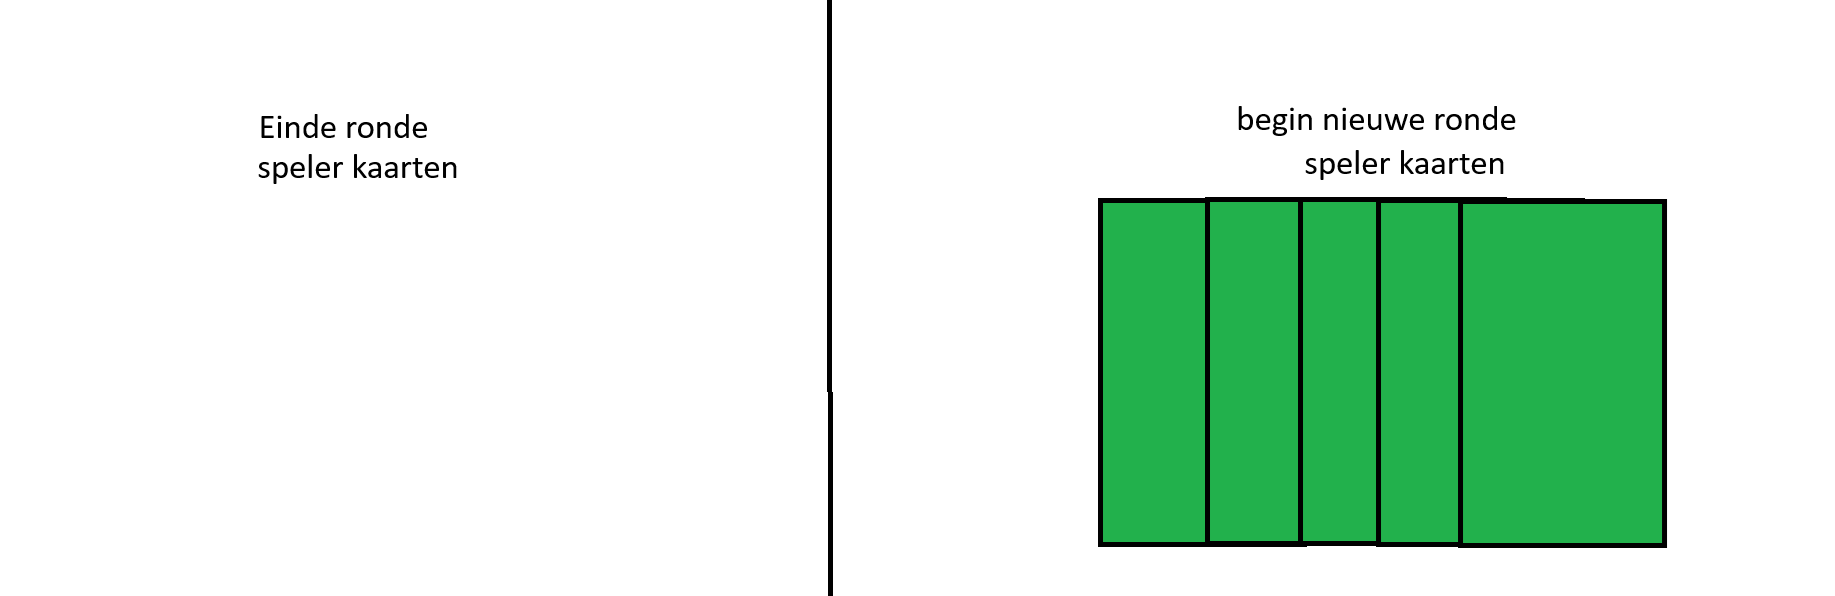 Einde ronde
speler kaarten
begin nieuwe ronde
speler kaarten